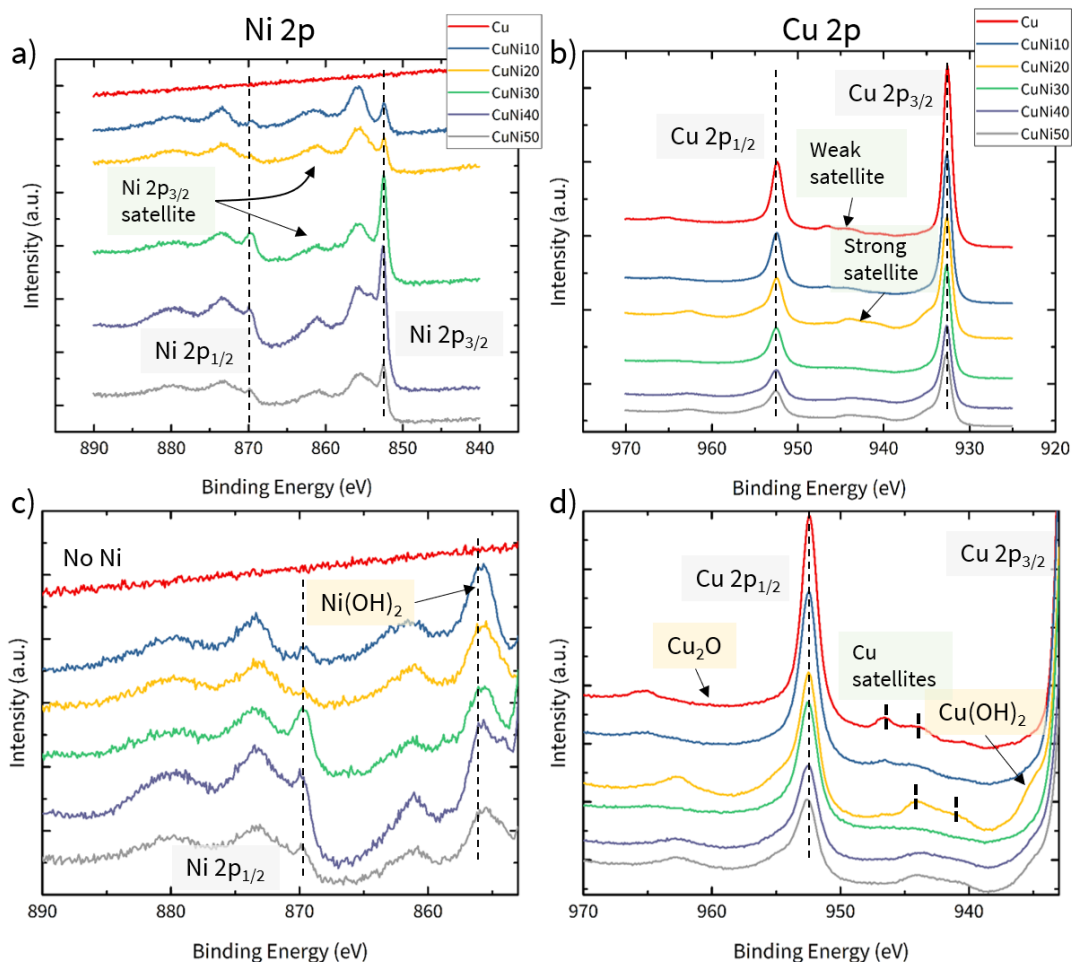 Ni 2p
Cu 2p
a)
Cu
CuNi10
CuNi20
CuNi30
CuNi40
CuNi50
Ni 2p3/2
satellite
Ni 2p1/2
Ni 2p3/2
Intensity (a.u.)
890 880 870 860 850 840
Binding Energy (eV)
b)
Cu
CuNi10
CuNi20
CuNi30
CuNi40
CuNi50
Cu 2p3/2
Cu 2p1/2
Weak
satellite
Strong
satellite
Intensity (a.u.)
970 960 950 940 930 920
Binding Energy (eV)
c)
No Ni
Ni(OH)2
Ni 2p1/2
Intensity (a.u.)
890 880 870 860
Binding Energy (eV)
d)
Cu 2p3/2
Cu 2p1/2
Cu2O
Cu
satellites
Cu(OH)2
Intensity (a.u.)
970 960 950 940
Binding Energy (eV)